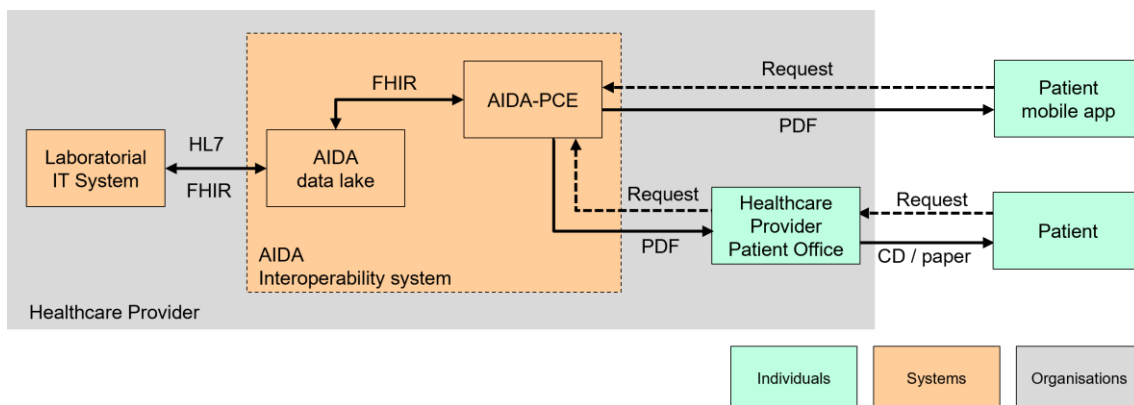 FHIR
AIDA-PCE
Request
PDF
Patient
mobile app
Laboratorial
IT System
HL7
FHIR
AIDA
data lake
Request
PDF
Healthcare
Provider
Patient Office
Request
CD / paper
Patient
AIDA
Interoperability system
Healthcare Provider
Individuals
Systems
Organisations